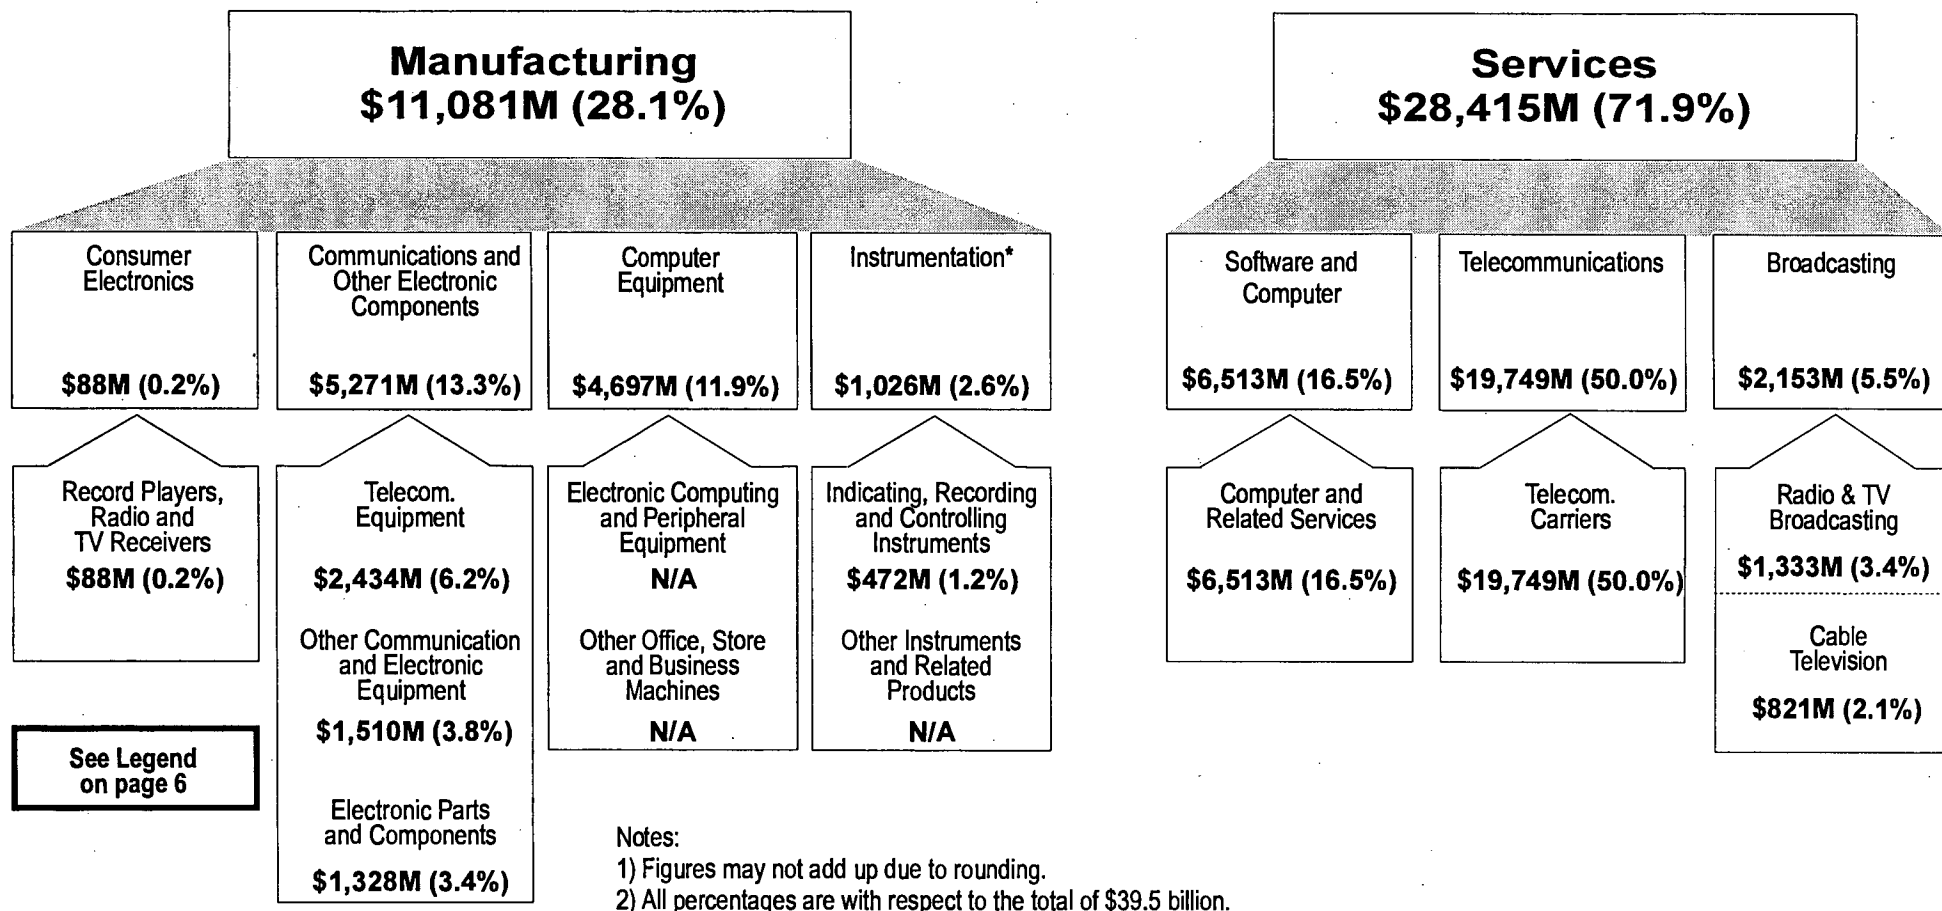 Manufacturing
$11,081M (28.1%)
Services
$28,415M (71.9%)
Consumer
Electronics
$88M (0.2%)
Communications and
Other Electronic
Components
$5,271M (13.3%)
Computer
Equipment
$4,697M (11.9%)
Instrumentation*
$1,026M (2.6%)
Software and
Computer
$6,513M (16.5%)
Telecommunications
$19,749M (50.0%)
Broadcasting
$2,153M (5.5%)
Record Players,
Radio and
TV Receivers
$88M (0.2%)
Telecom.
Equipment
$2,434M (6.2%)
Other Communication
and Electronic
Equipment
$1,510M (3.8%)
Electronic Parts
and Components
$1,328M (3.4%)
Electronic Computing
and Peripheral
Equipment
N/A
Other Office, Store
and Business
Machines
N/A
Indicating, Recording
and Controlling
Instruments
$472M (1.2%)
Other Instruments
and Related
Products
N/A
Computer and
Related Services
$6,513M (16.5%)
Telecom.
Carriers
$19,749M (50.0%)
Radio & TV
Broadcasting
$1,333M (3.4%)
Cable
Television
$821M (2.1%)
See Legend
on page 6
Notes:
1) Figures may not add up due to rounding.
2) All percentages are with respect to the total of $39.5 billion.